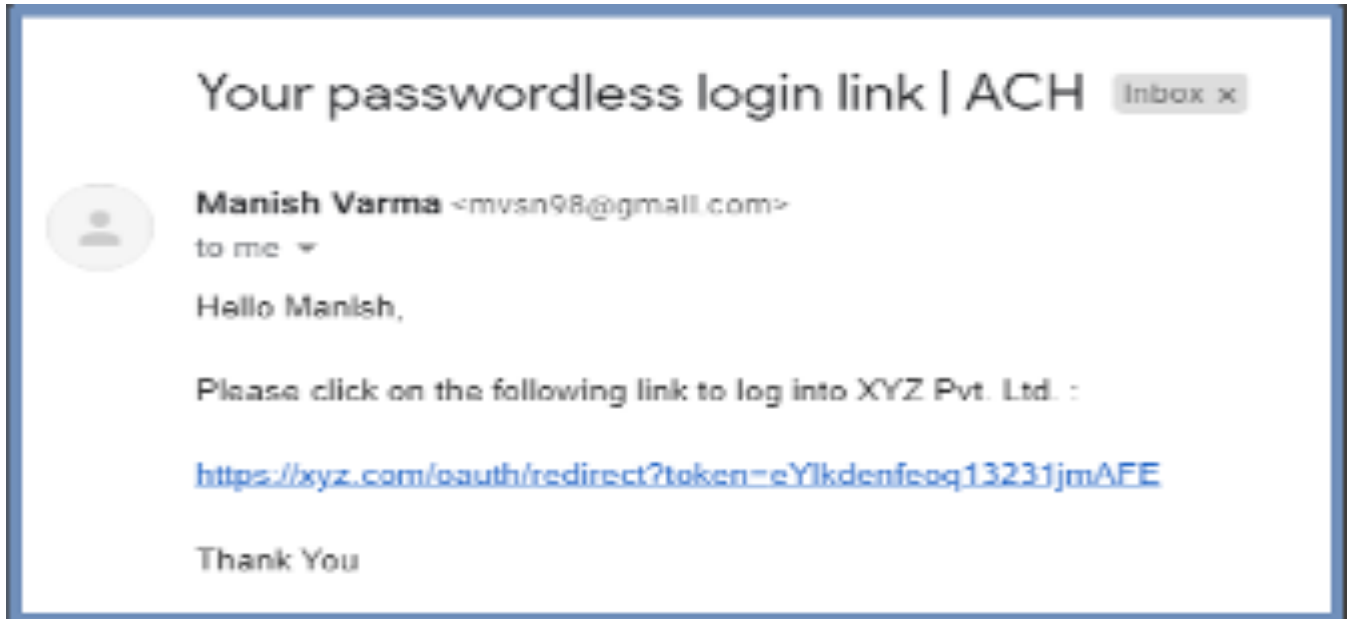 Your passwordless login link | ACH Inbox x
Manish Varma <mvsn98@gmail.com>
to me
Hello Manish,
Please click on the following link to log into XYZ Pvt. Ltd. :
https://xyz.com/oauth/redirect?token=eYlkdenfeoq13231jmAFE
Thank You